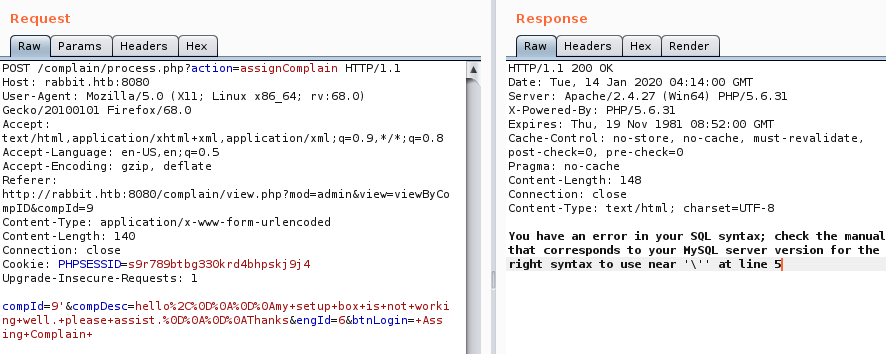 Request
Raw Params Headers Hex
POST /complain/process.php?action=assignComplain HTTP/1.1
Host: rabbit.htb:8080
User-Agent: Mozilla/5.0 (X11; Linux x86_64; rv:68.0)
Gecko/20100101 Firefox/68.0
Accept:
text/html,application/xhtml+xml,application/xml;q=0.9,*/*;q=0.8
Accept-Language: en-US,en;q=0.5
Accept-Encoding: gzip, deflate
Referer:
http://rabbit.htb:8080/complain/view.php?mod=admin&view=viewByCo
mpID&compId=9
Content-Type: application/x-www-form-urlencoded
Content-Length: 140
Connection: close
Cookie: PHPSESSID=s9r789btbg330krd4bhpskj9j4
Upgrade-Insecure-Requests: 1
compId=9'&compDesc=hello%2C%0D%0A%0D%0Amy+setup+box+is+not+worki
ng+well.+please+assist.%0D%0A%0D%0AThanks&engId=6&btnLogin=+Ass
ing+Complain+
Response
Raw Headers Hex Render
HTTP/1.1 200 OK
Date: Tue, 14 Jan 2020 04:14:00 GMT
Server: Apache/2.4.27 (Win64) PHP/5.6.31
X-Powered-By: PHP/5.6.31
Expires: Thu, 19 Nov 1981 08:52:00 GMT
Cache-Control: no-store, no-cache, must-revalidate,
post-check=0, pre-check=0
Pragma: no-cache
Content-Length: 148
Connection: close
Content-Type: text/html; charset=UTF-8
You have an error in your SQL syntax; check the manual
that corresponds to your MySQL server version for the
right syntax to use near '\'' at line 5